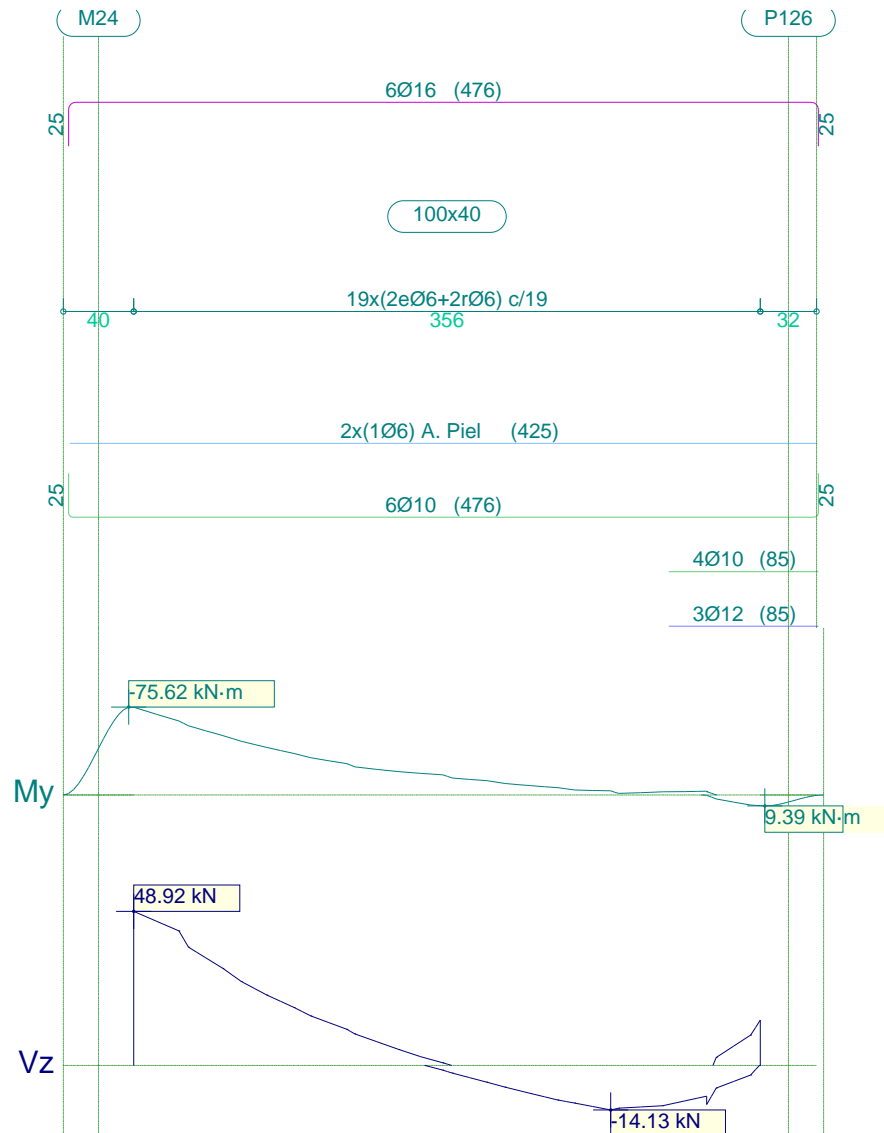 M24
P126
6Ø16 (476)
25
25
100x40
19x(2eØ6+2rØ6) c/19
40
356
32
2x(1Ø6) A. Piel (425)
25
25
6Ø10 (476)
4Ø10 (85)
3Ø12 (85)
-75.62 kN·m
My
9.39 kN·m
48.92 kN
Vz
-14.13 kN